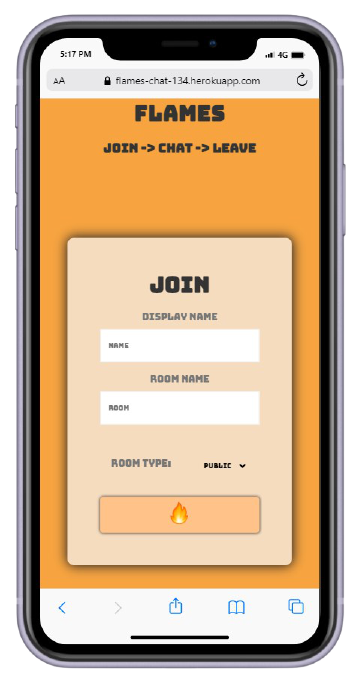 5:17 PM
4G
AA
flames-chat-134.herokuapp.com
FLAMES
JOIN -> CHAT -> LEAVE
JOIN
DISPLAY NAME
NAME
ROOM NAME
ROOM
ROOM TYPE:
PUBLIC